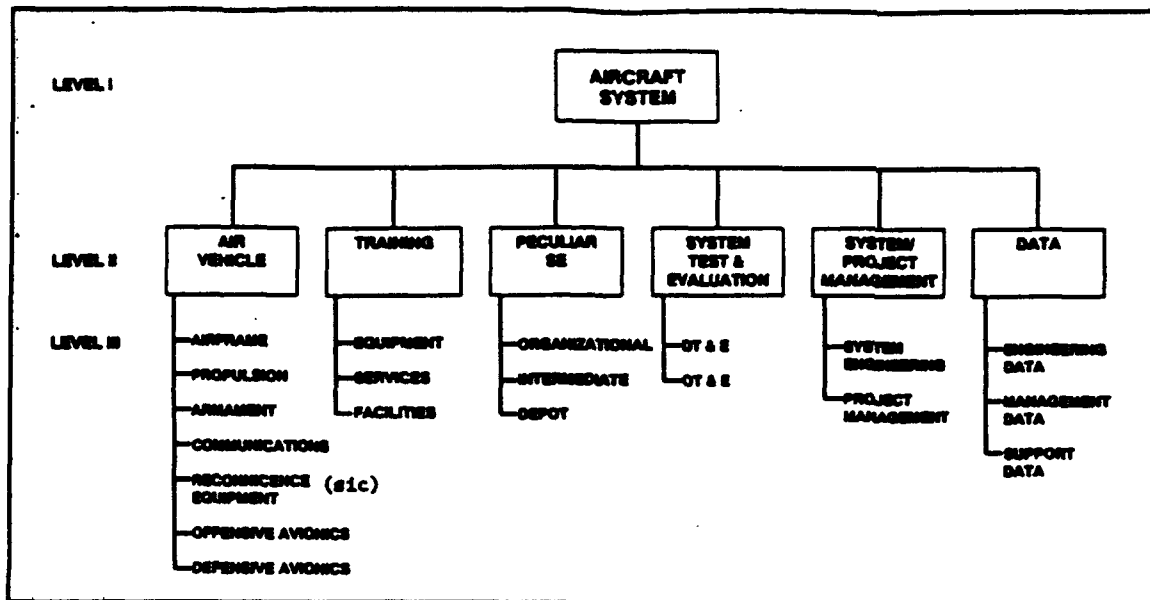 LEVEL I
AIRCRAFT
SYSTEM
LEVEL II
AIR
VEHICLE
TRAINING
PECULIAR
SE
SYSTEM
TEST &
EVALUATION
SYSTEM/
PROJECT
MANAGEMENT
DATA
LEVEL III
AIRFRAME
PROPULSION
ARMAMENT
COMMUNICATIONS
RECONNICENCE (sic)
EQUIPMENT
OFFENSIVE AVIONICS
DEFENSIVE AVIONICS
EQUIPMENT
SERVICES
FACILITIES
ORGANIZATIONAL
INTERMEDIATE
DEPOT
OT & E
OT & E
SYSTEM
ENGINEERING
PROJECT
MANAGEMENT
ENGINEERING
DATA
MANAGEMENT
DATA
SUPPORT
DATA